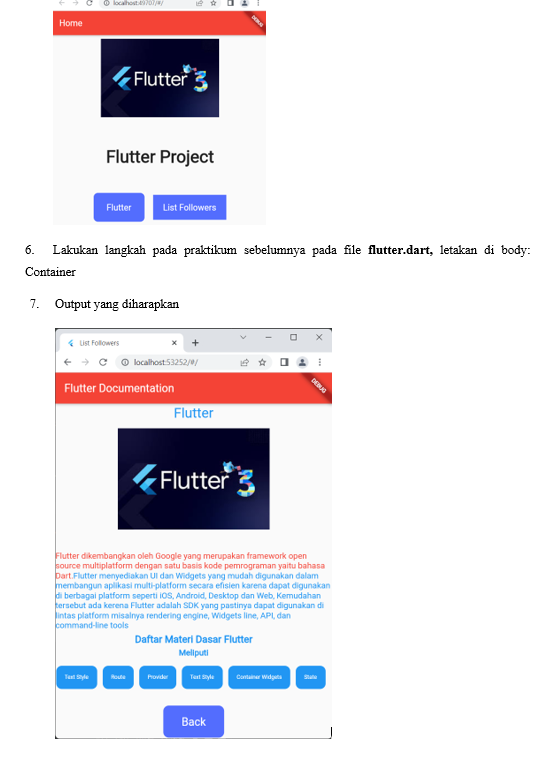 localhost:49707/#/
Home
DEBUG
Flutter 3
Flutter Project
Flutter List Followers
6. Lakukan langkah pada praktikum sebelumnya pada file flutter.dart, letakan di body:
Container
7. Output yang diharapkan
List Followers
localhost:53252/#/
Flutter Documentation
DEBUG
Flutter
Flutter 3
Flutter dikembangkan oleh Google yang merupakan framework open
source multiplatform dengan satu basis kode pemrograman yaitu bahasa
Dart.Flutter menyediakan UI dan Widgets yang mudah digunakan dalam
membangun aplikasi multi-platform secara efisien karena dapat digunakan
di berbagai platform seperti iOS, Android, Desktop dan Web, Kemudahan
tersebut ada kerena Flutter adalah SDK yang pastinya dapat digunakan di
lintas platform misalnya rendering engine, Widgets line, API, dan
command-line tools
Daftar Materi Dasar Flutter
Meliputi
Text Style Route Provider Text Style Container Widgets State
Back